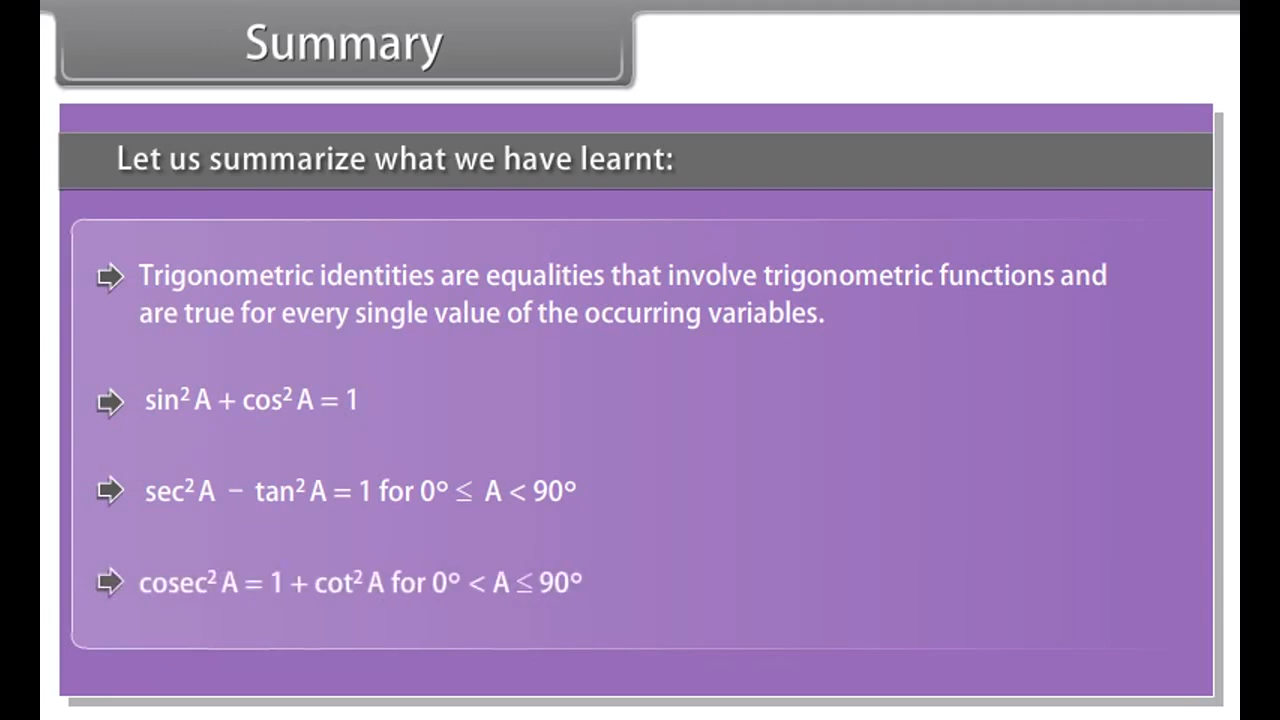 Summary
Let us summarize what we have learnt:
Trigonometric identities are equalities that involve trigonometric functions and
are true for every single value of the occurring variables.
sin² A + cos² A = 1
sec² A − tan² A = 1 for 0° ≤ A < 90°
cosec² A = 1 + cot² A for 0° < A ≤ 90°